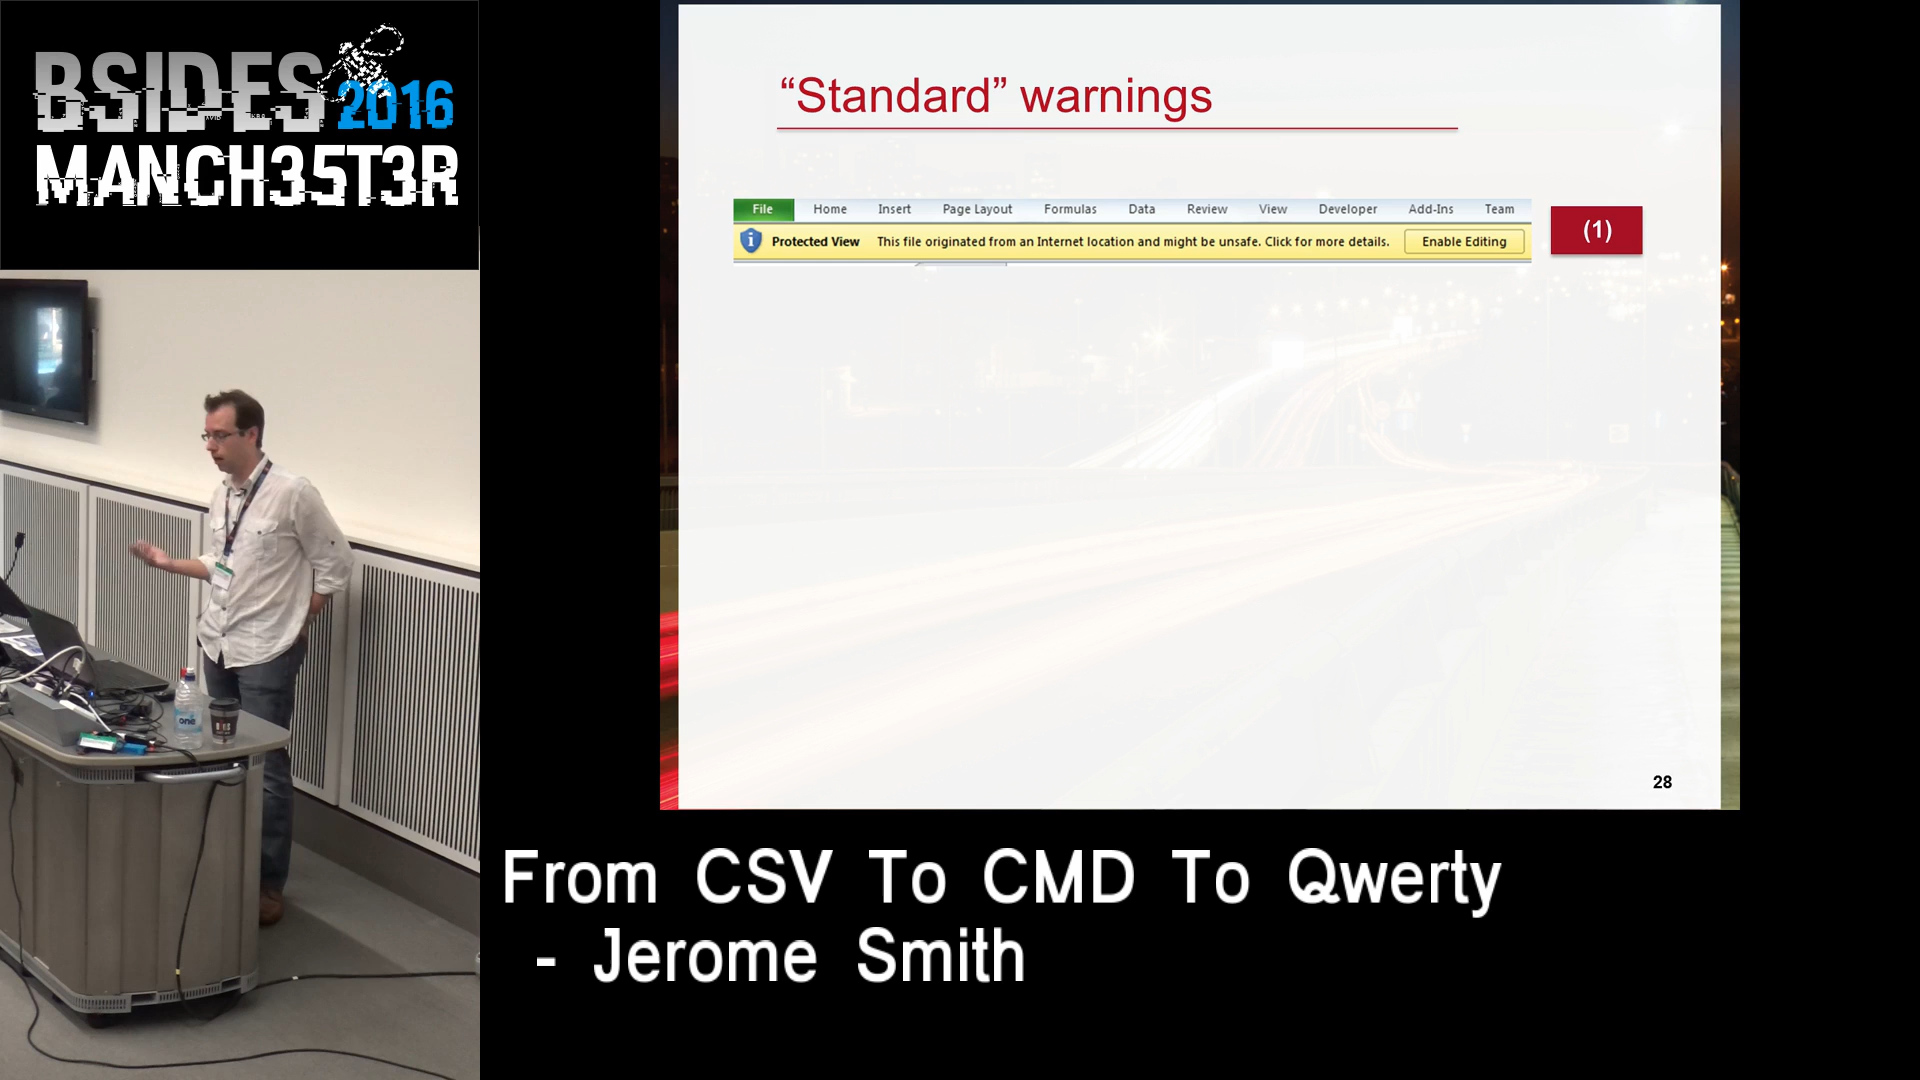 BSIDES 2016
MANCH35T3R
“Standard” warnings
File Home Insert Page Layout Formulas Data Review View Developer Add-Ins Team
Protected View This file originated from an Internet location and might be unsafe. Click for more details. Enable Editing
(1)
28
one
From CSV To CMD To Qwerty
- Jerome Smith